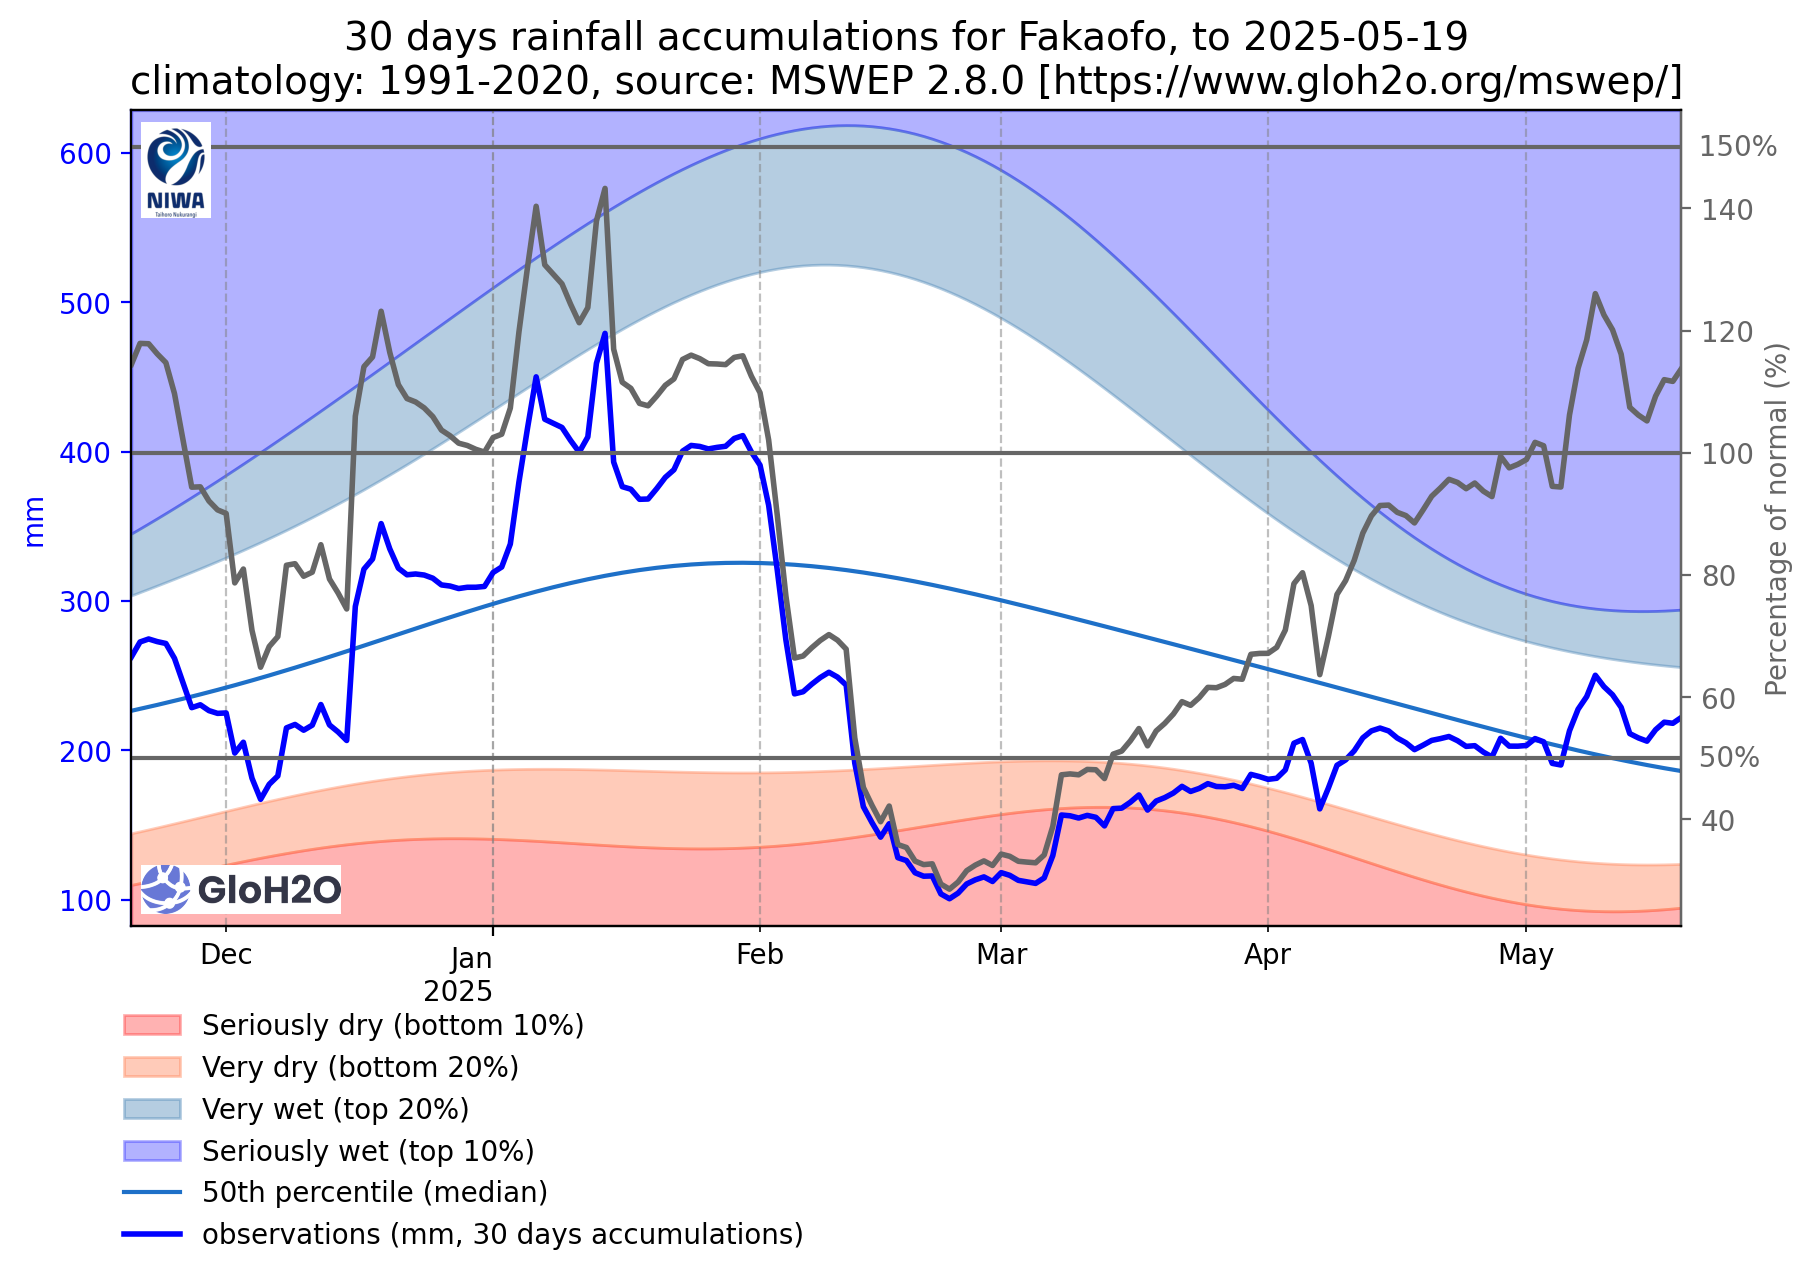 30 days rainfall accumulations for Fakaofo, to 2025-05-19
climatology: 1991-2020, source: MSWEP 2.8.0 [https://www.gloh2o.org/mswep/]
NIWA
Taihoro Nukurangi
600
500
400
300
200
100
mm
150%
140
120
100
80
60
50%
40
Percentage of normal (%)
GloH2O
Dec
Jan
2025
Feb
Mar
Apr
May
Seriously dry (bottom 10%)
Very dry (bottom 20%)
Very wet (top 20%)
Seriously wet (top 10%)
50th percentile (median)
observations (mm, 30 days accumulations)